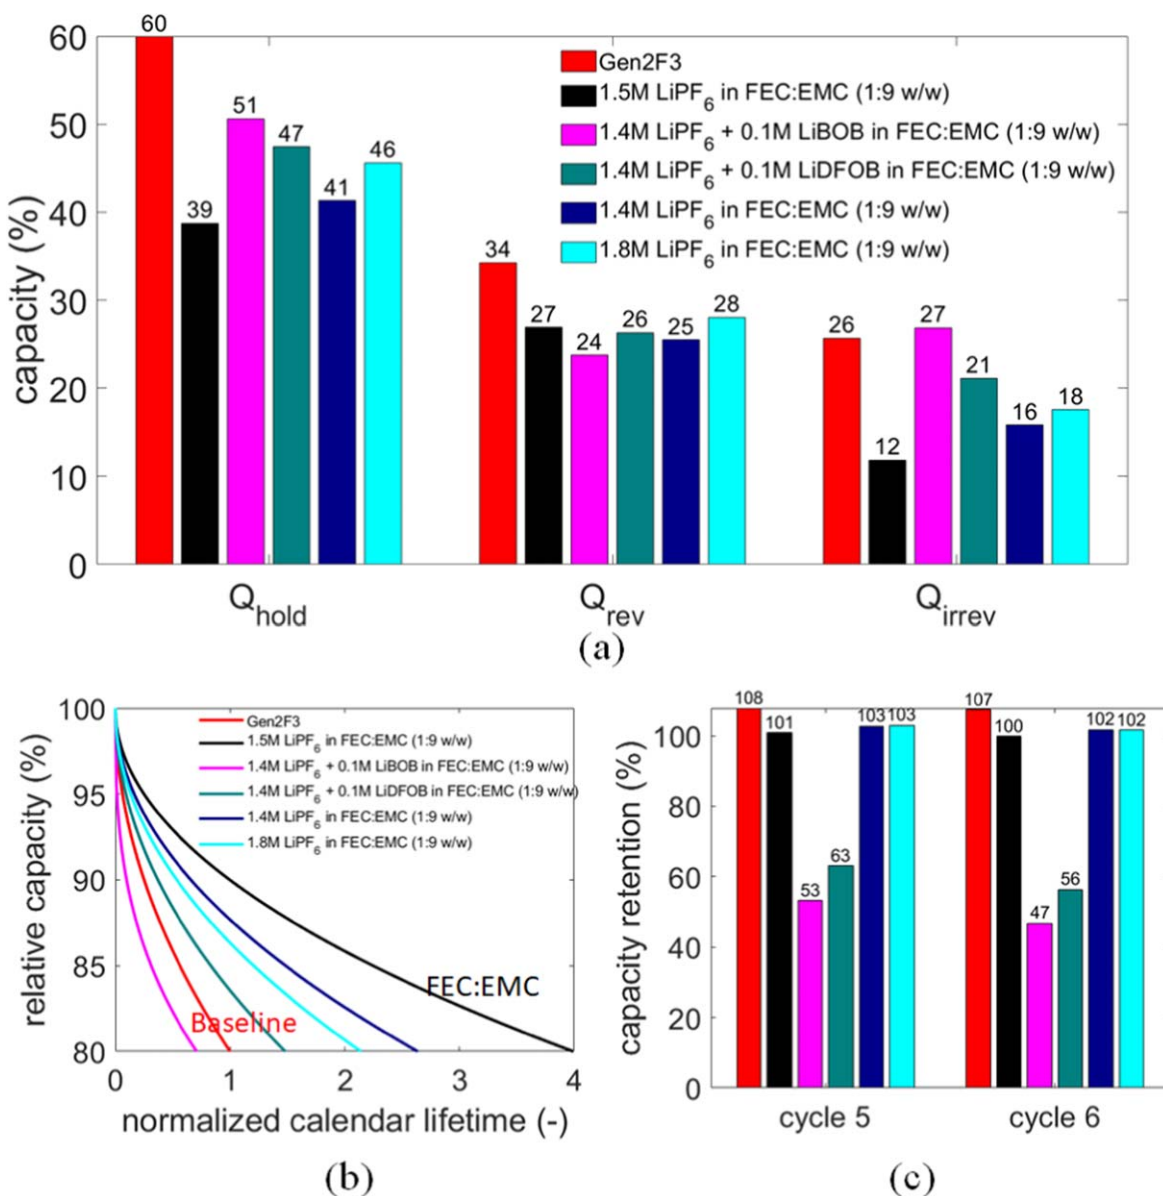 60
50
40
30
20
10
0
capacity (%)
60
39
51
47
41
46
34
27
24
26
25
28
26
12
27
21
16
18
Gen2F3
1.5M LiPF6 in FEC:EMC (1:9 w/w)
1.4M LiPF6 + 0.1M LiBOB in FEC:EMC (1:9 w/w)
1.4M LiPF6 + 0.1M LiDFOB in FEC:EMC (1:9 w/w)
1.4M LiPF6 in FEC:EMC (1:9 w/w)
1.8M LiPF6 in FEC:EMC (1:9 w/w)
Qhold
Qrev
Qirrev
(a)
100
95
90
85
80
relative capacity (%)
Gen2F3
1.5M LiPF6 in FEC:EMC (1:9 w/w)
1.4M LiPF6 + 0.1M LiBOB in FEC:EMC (1:9 w/w)
1.4M LiPF6 + 0.1M LiDFOB in FEC:EMC (1:9 w/w)
1.4M LiPF6 in FEC:EMC (1:9 w/w)
1.8M LiPF6 in FEC:EMC (1:9 w/w)
FEC:EMC
Baseline
0 1 2 3 4
normalized calendar lifetime (-)
(b)
100
80
60
40
20
0
capacity retention (%)
108
101
53
63
103
103
107
100
47
56
102
102
cycle 5
cycle 6
(c)